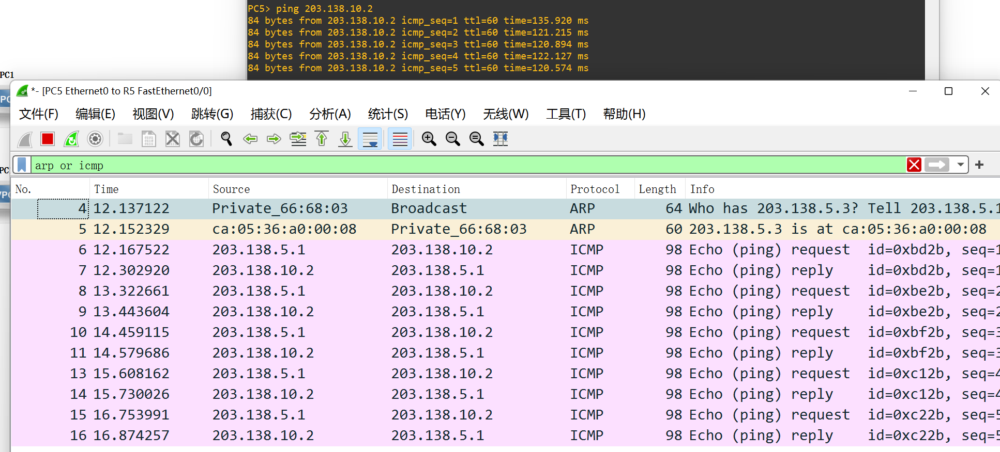 PC5> ping 203.138.10.2
84 bytes from 203.138.10.2 icmp_seq=1 ttl=60 time=135.920 ms
84 bytes from 203.138.10.2 icmp_seq=2 ttl=60 time=121.215 ms
84 bytes from 203.138.10.2 icmp_seq=3 ttl=60 time=120.894 ms
84 bytes from 203.138.10.2 icmp_seq=4 ttl=60 time=122.127 ms
84 bytes from 203.138.10.2 icmp_seq=5 ttl=60 time=120.574 ms
PC1
*- [PC5 Ethernet0 to R5 FastEthernet0/0]
文件(F) 编辑(E) 视图(V) 跳转(G) 捕获(C) 分析(A) 统计(S) 电话(Y) 无线(W) 工具(T) 帮助(H)
arp or icmp
No. Time Source Destination Protocol Length Info
4 12.137122 Private_66:68:03 Broadcast ARP 64 Who has 203.138.5.3? Tell 203.138.5.1
5 12.152329 ca:05:36:a0:00:08 Private_66:68:03 ARP 60 203.138.5.3 is at ca:05:36:a0:00:08
6 12.167522 203.138.5.1 203.138.10.2 ICMP 98 Echo (ping) request id=0xbd2b, seq=1
7 12.302920 203.138.10.2 203.138.5.1 ICMP 98 Echo (ping) reply id=0xbd2b, seq=1
8 13.322661 203.138.5.1 203.138.10.2 ICMP 98 Echo (ping) request id=0xbe2b, seq=2
9 13.443604 203.138.10.2 203.138.5.1 ICMP 98 Echo (ping) reply id=0xbe2b, seq=2
10 14.459115 203.138.5.1 203.138.10.2 ICMP 98 Echo (ping) request id=0xbf2b, seq=3
11 14.579686 203.138.10.2 203.138.5.1 ICMP 98 Echo (ping) reply id=0xbf2b, seq=3
13 15.608162 203.138.5.1 203.138.10.2 ICMP 98 Echo (ping) request id=0xc12b, seq=4
14 15.730026 203.138.10.2 203.138.5.1 ICMP 98 Echo (ping) reply id=0xc12b, seq=4
15 16.753991 203.138.5.1 203.138.10.2 ICMP 98 Echo (ping) request id=0xc22b, seq=5
16 16.874257 203.138.10.2 203.138.5.1 ICMP 98 Echo (ping) reply id=0xc22b, seq=5